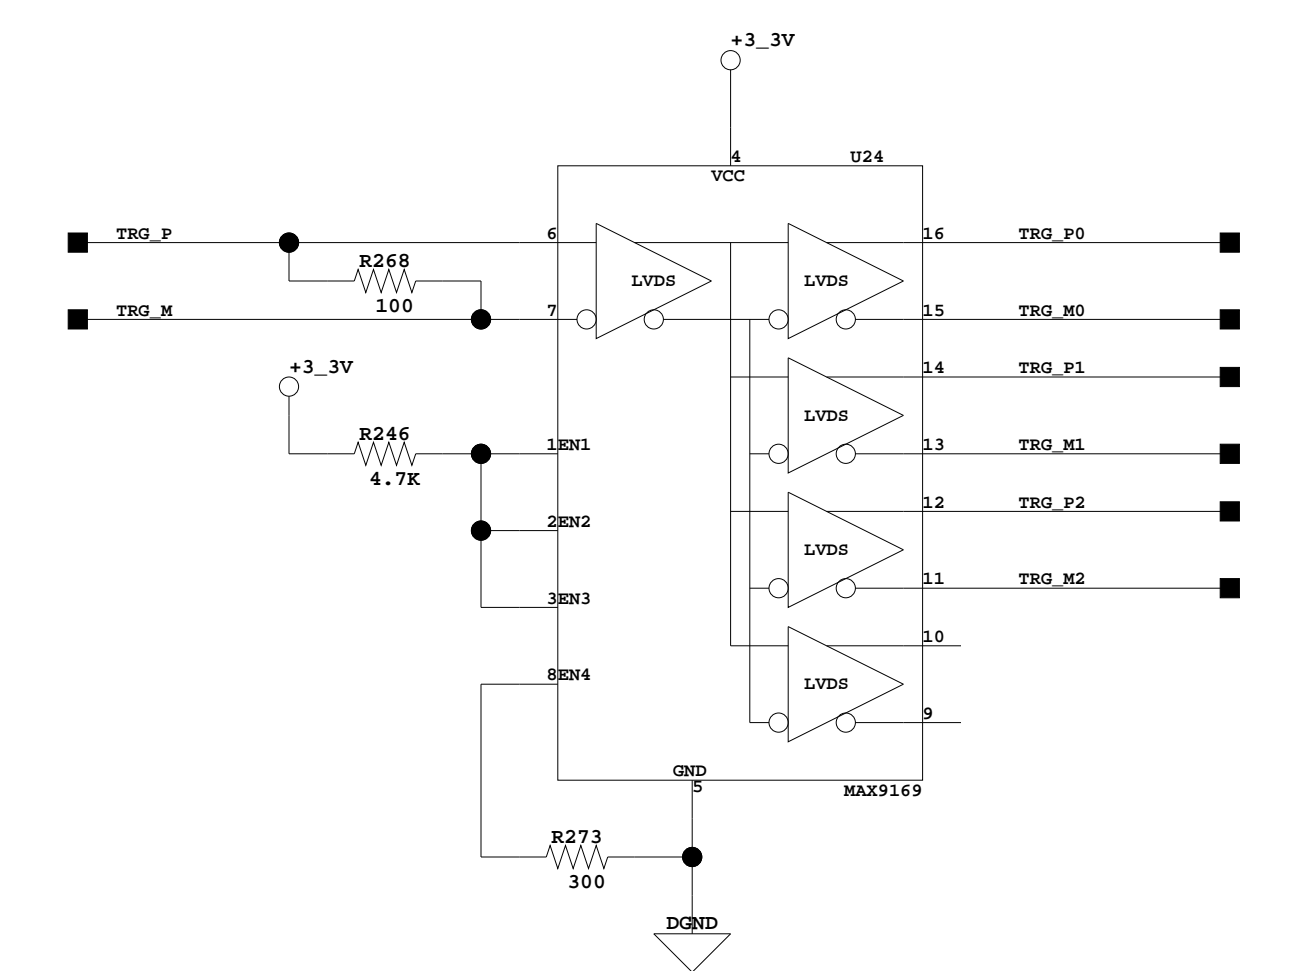 +3_3V
4 U24
VCC
TRG_P 6 16 TRG_P0
R268 LVDS LVDS
100
TRG_M 7 15 TRG_M0
+3_3V 14 TRG_P1
LVDS
R246 1EN1 13 TRG_M1
4.7K
2EN2 12 TRG_P2
LVDS
3EN3 11 TRG_M2
10
8EN4 LVDS
9
GND
5 MAX9169
R273
300
DGND